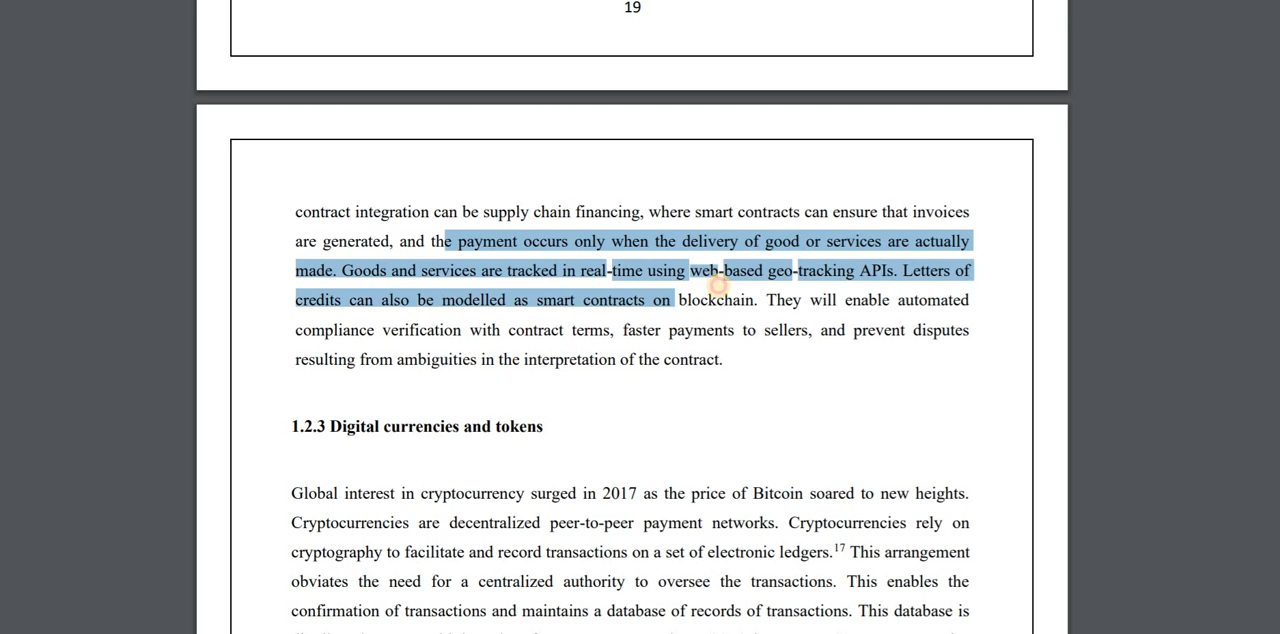 19
contract integration can be supply chain financing, where smart contracts can ensure that invoices
are generated, and the payment occurs only when the delivery of good or services are actually
made. Goods and services are tracked in real-time using web-based geo-tracking APIs. Letters of
credits can also be modelled as smart contracts on blockchain. They will enable automated
compliance verification with contract terms, faster payments to sellers, and prevent disputes
resulting from ambiguities in the interpretation of the contract.
1.2.3 Digital currencies and tokens
Global interest in cryptocurrency surged in 2017 as the price of Bitcoin soared to new heights.
Cryptocurrencies are decentralized peer-to-peer payment networks. Cryptocurrencies rely on
cryptography to facilitate and record transactions on a set of electronic ledgers.17 This arrangement
obviates the need for a centralized authority to oversee the transactions. This enables the
confirmation of transactions and maintains a database of records of transactions. This database is